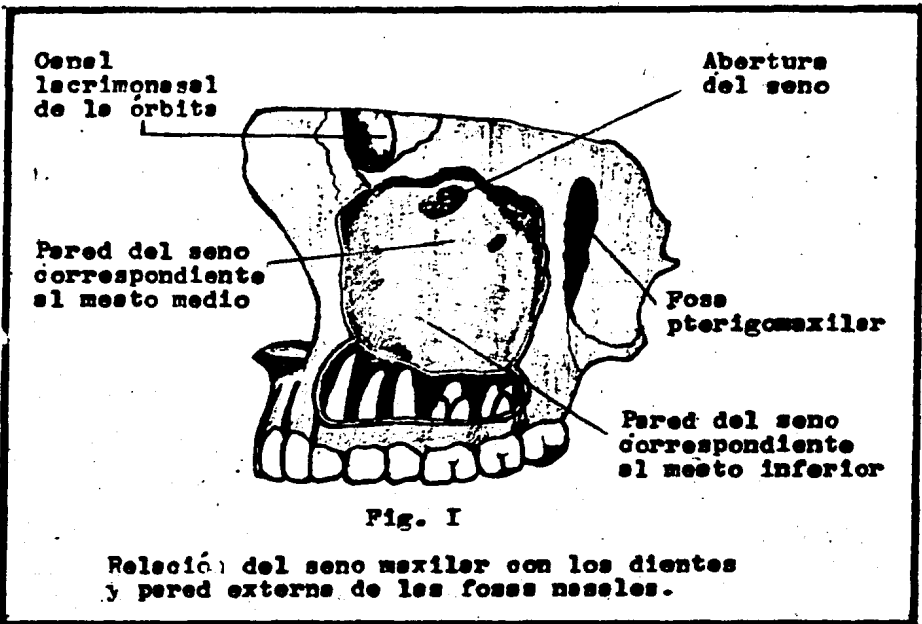 Canal
lacrimonasal
de la órbita
Abertura
del seno
Pared del seno
correspondiente
al meato medio
Fosa
pterigomaxilar
Pared del seno
correspondiente
al meato inferior
Fig. I
Relación del seno maxilar con los dientes
y pared externa de las fosas nasales.